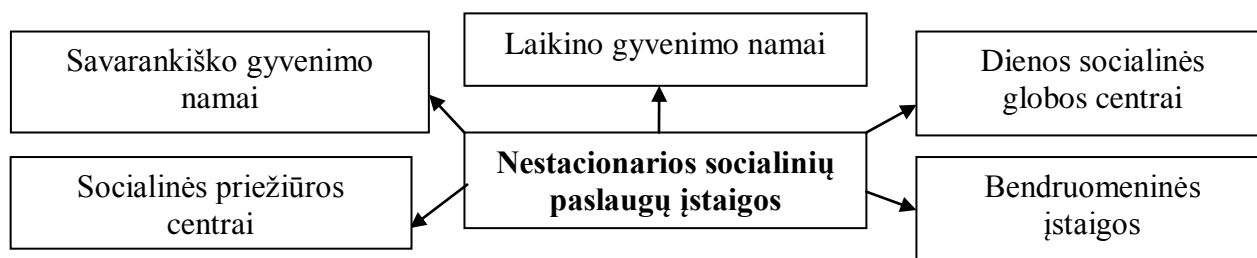 Savarankiško gyvenimo
namai
Laikino gyvenimo namai
Dienos socialinės
globos centrai
Nestacionarios socialinių
paslaugų įstaigos
Socialinės priežiūros
centrai
Bendruomeninės
įstaigos